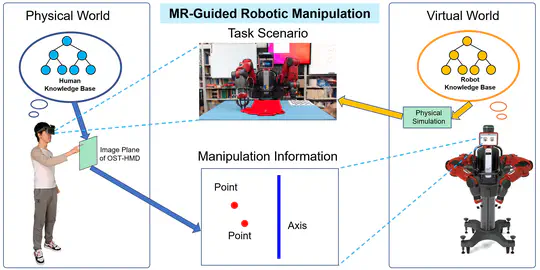 Physical World
MR-Guided Robotic Manipulation
Virtual World
Task Scenario
Human
Knowledge Base
Robot
Knowledge Base
Physical
Simulation
Image Plane
of OST-HMD
Manipulation Information
Point
Point
Axis